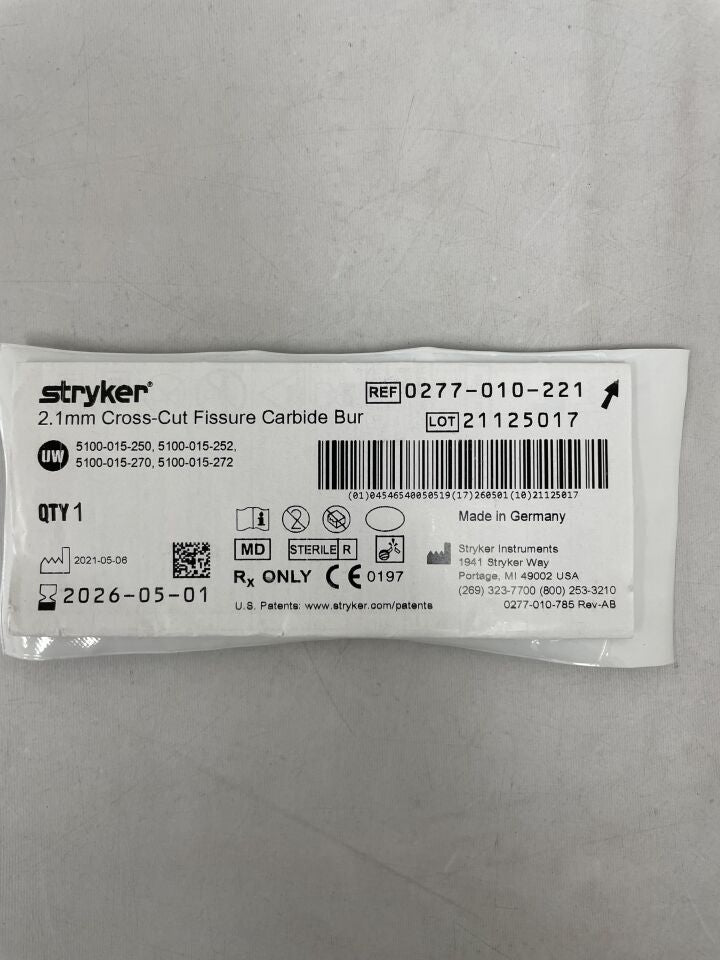 stryker®
REF 0277-010-221
2.1mm Cross-Cut Fissure Carbide Bur
LOT 21125017
UW 5100-015-250, 5100-015-252,
5100-015-270, 5100-015-272
(01)04546540050519(17)260501(10)21125017
QTY 1
Made in Germany
2021-05-06
MD STERILE R
Stryker Instruments
1941 Stryker Way
Portage, MI 49002 USA
(269) 323-7700 (800) 253-3210
0277-010-785 Rev-AB
Rx ONLY CE 0197
2026-05-01
U.S. Patents: www.stryker.com/patents